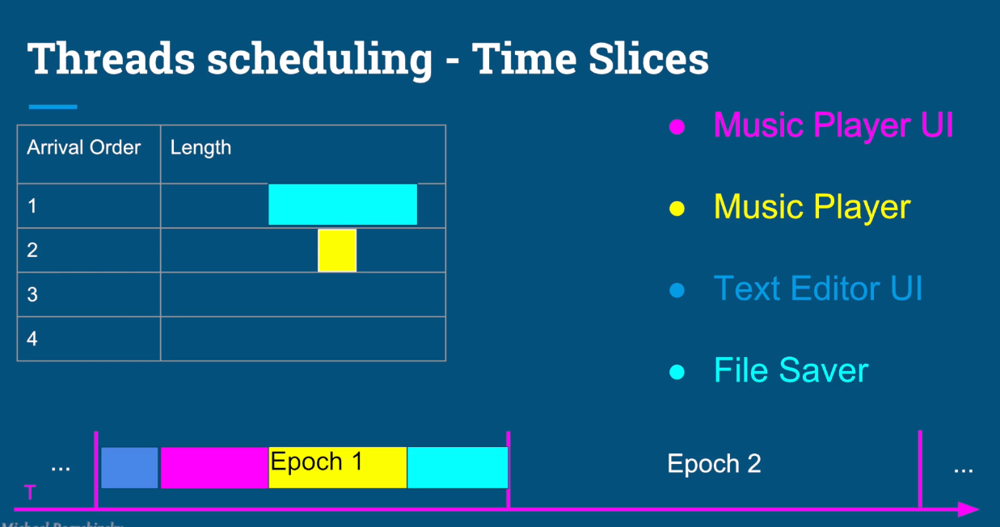 Threads scheduling - Time Slices
Arrival Order Length
1
2
3
4
● Music Player UI
● Music Player
● Text Editor UI
● File Saver
... Epoch 1 Epoch 2 ...
T